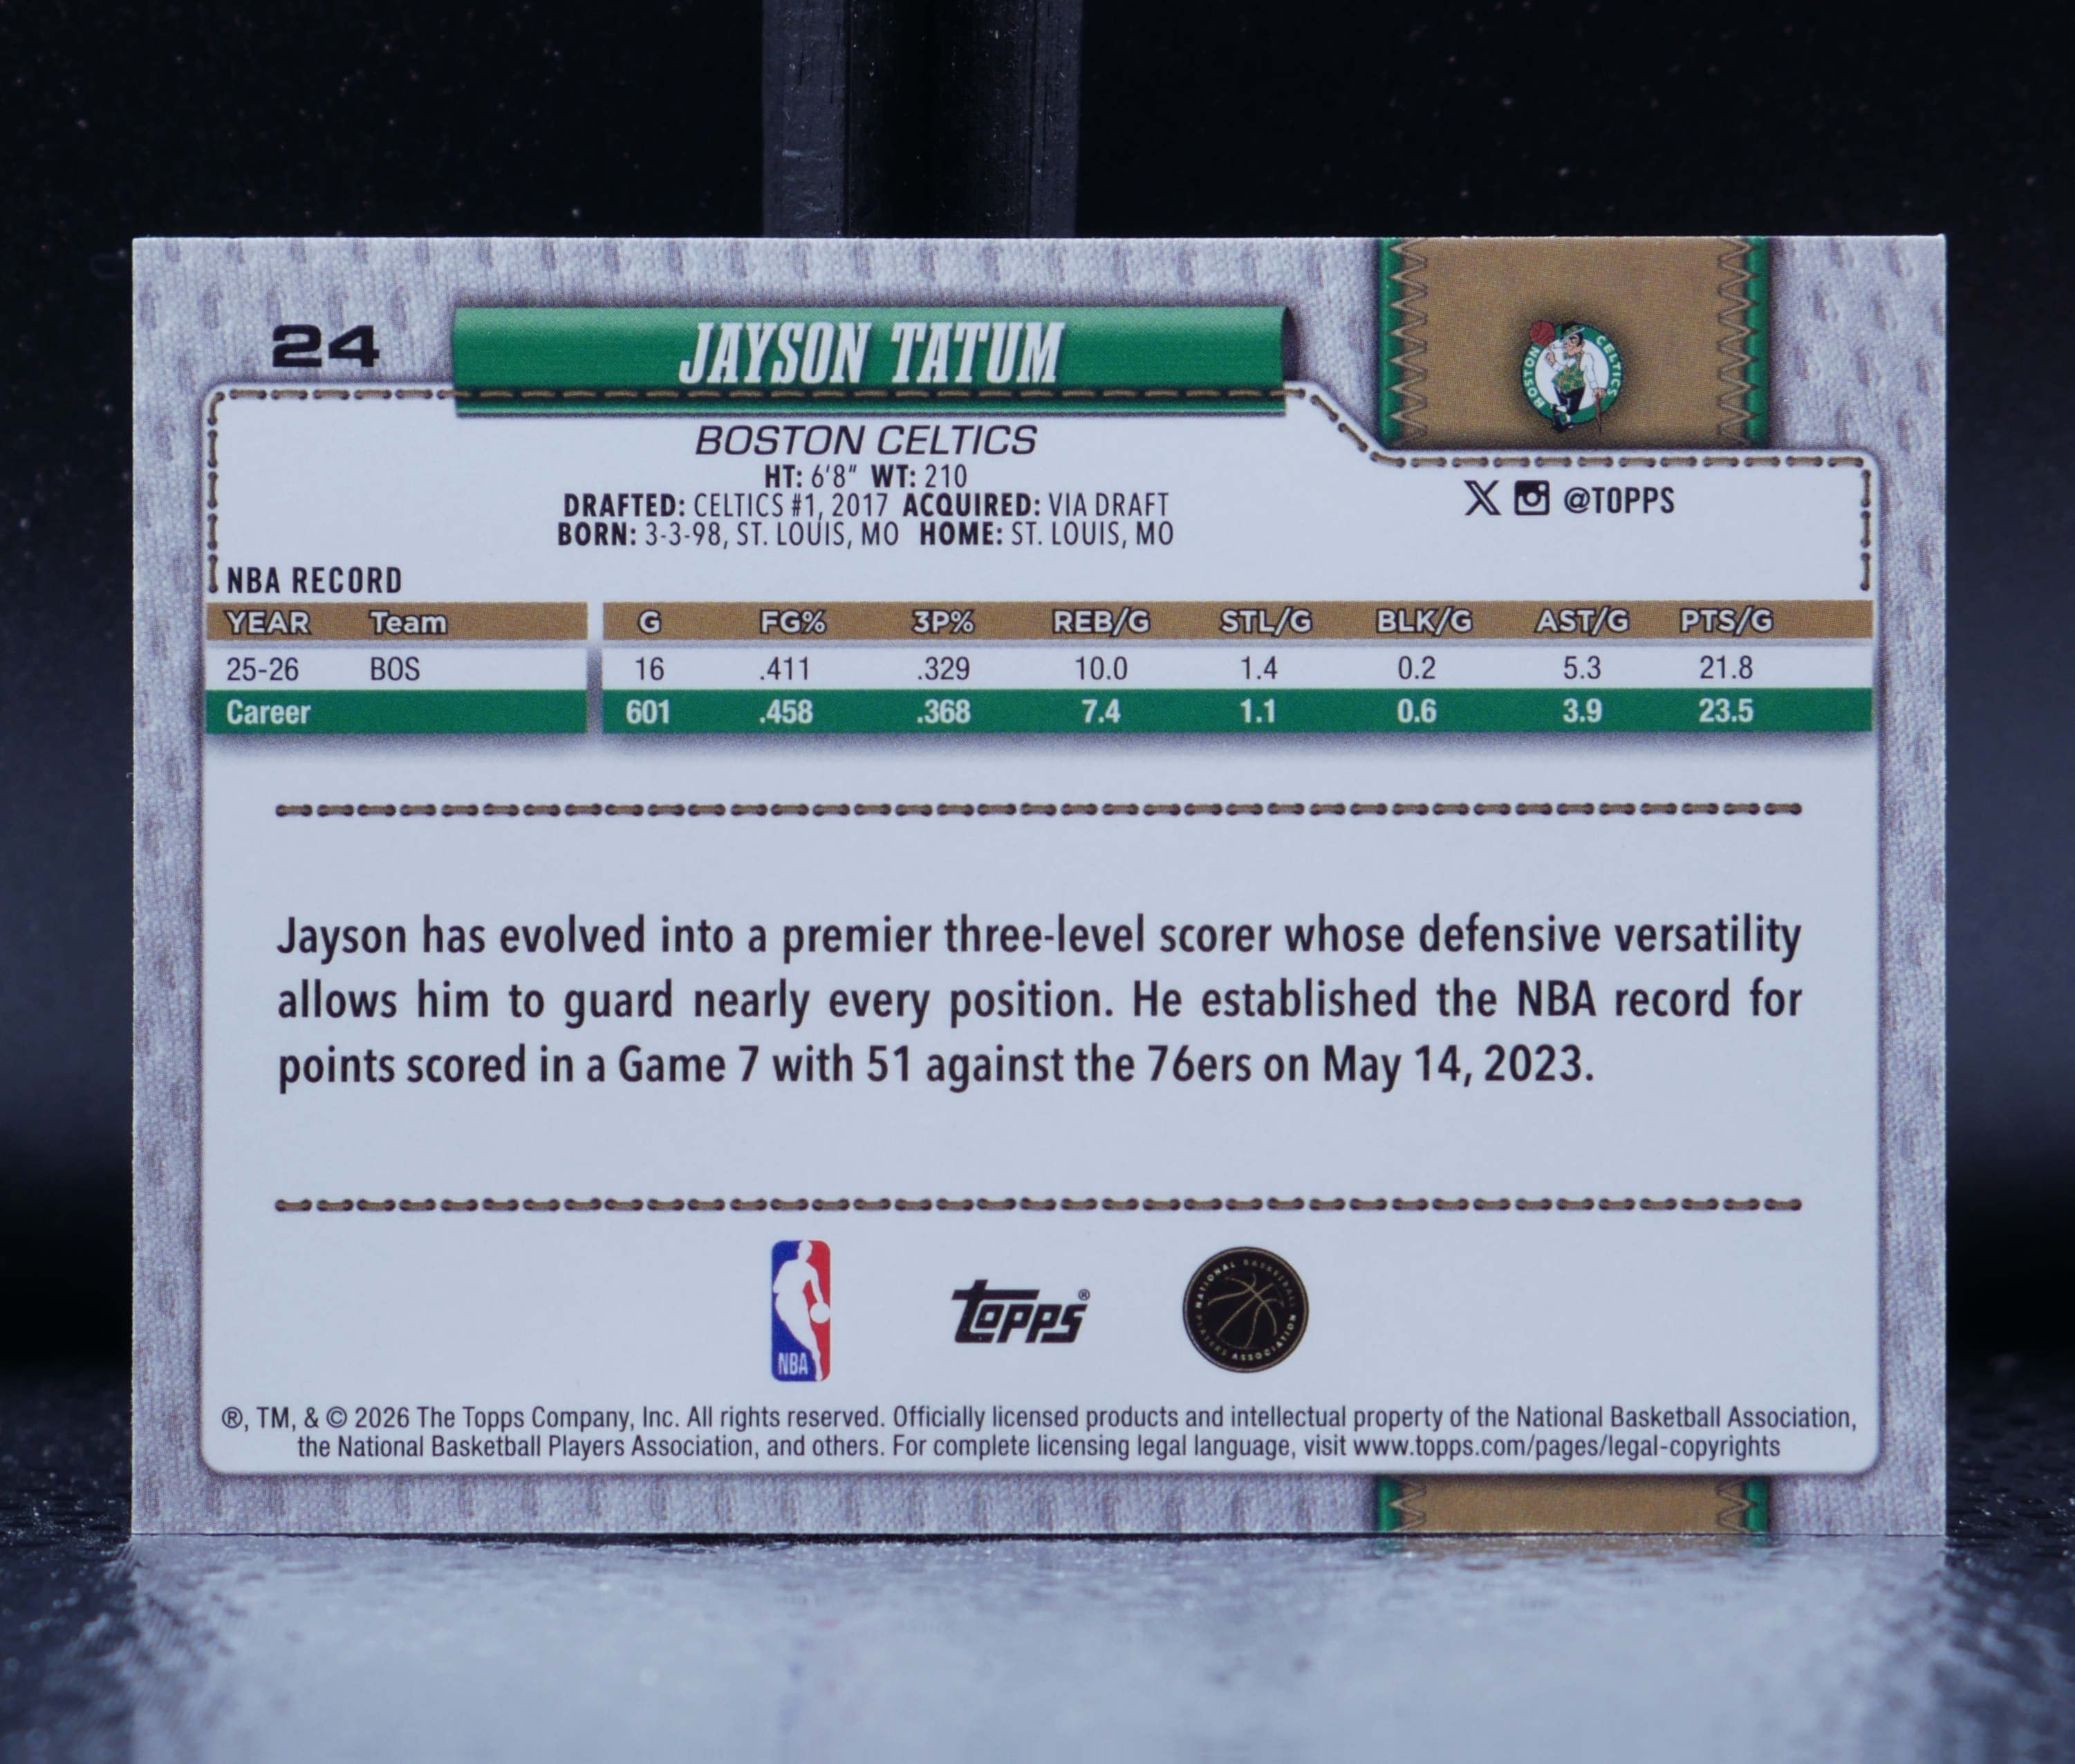 24
JAYSON TATUM
BOSTON CELTICS
BOSTON CELTICS
HT: 6'8" WT: 210
DRAFTED: CELTICS #1, 2017 ACQUIRED: VIA DRAFT
BORN: 3-3-98, ST. LOUIS, MO HOME: ST. LOUIS, MO
@TOPPS
NBA RECORD
YEAR Team G FG% 3P% REB/G STL/G BLK/G AST/G PTS/G
25-26 BOS 16 .411 .329 10.0 1.4 0.2 5.3 21.8
Career 601 .458 .368 7.4 1.1 0.6 3.9 23.5
Jayson has evolved into a premier three-level scorer whose defensive versatility
allows him to guard nearly every position. He established the NBA record for
points scored in a Game 7 with 51 against the 76ers on May 14, 2023.
NBA
Topps®
NATIONAL BASKETBALL PLAYERS ASSOCIATION
®, TM, & © 2026 The Topps Company, Inc. All rights reserved. Officially licensed products and intellectual property of the National Basketball Association,
the National Basketball Players Association, and others. For complete licensing legal language, visit www.topps.com/pages/legal-copyrights